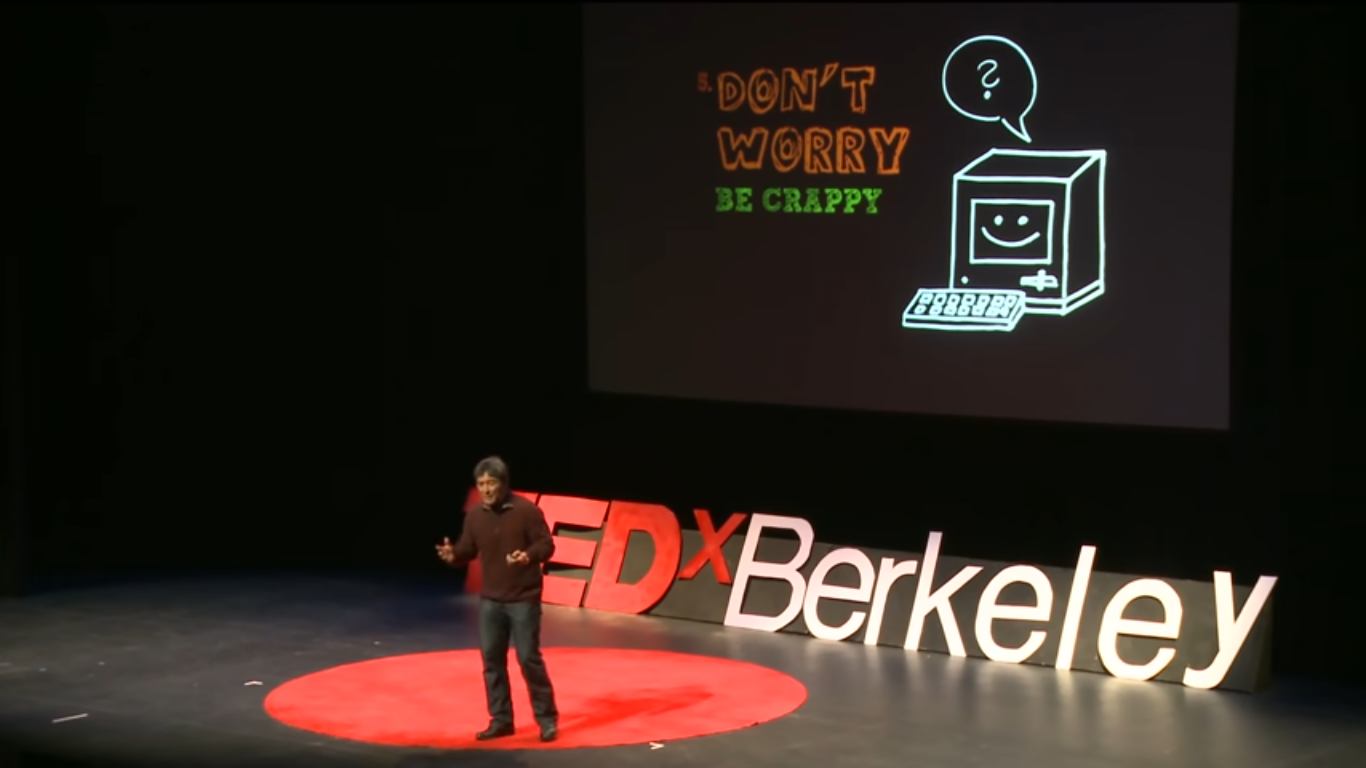 5. DON'T
WORRY
BE CRAPPY
?
TEDxBerkeley